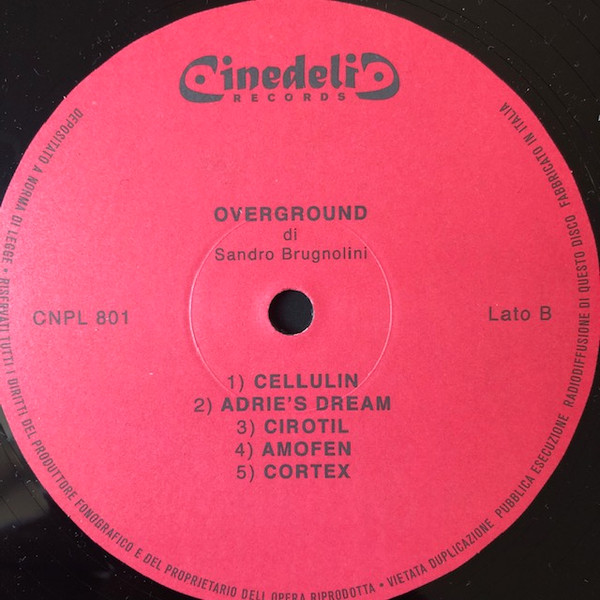 Cinedelic
RECORDS
OVERGROUND
di
Sandro Brugnolini
CNPL 801
Lato B
1) CELLULIN
2) ADRIE'S DREAM
3) CIROTIL
4) AMOFEN
5) CORTEX
DEPOSITATO A NORMA DI LEGGE • RISERVATI TUTTI I DIRITTI DEL PRODUTTORE FONOGRAFICO E DEL PROPRIETARIO DELL OPERA RIPRODOTTA • VIETATA DUPLICAZIONE PUBBLICA ESECUZIONE RADIODIFFUSIONE DI QUESTO DISCO FABBRICATO IN ITALIA